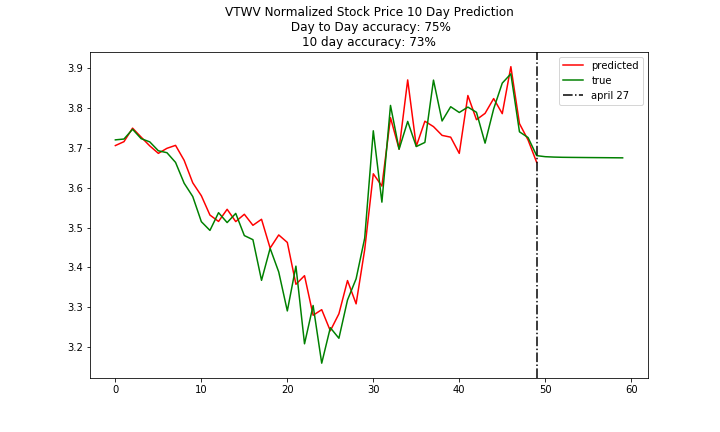 VTWV Normalized Stock Price 10 Day Prediction
Day to Day accuracy: 75%
10 day accuracy: 73%
predicted
true
april 27
3.9
3.8
3.7
3.6
3.5
3.4
3.3
3.2
0 10 20 30 40 50 60